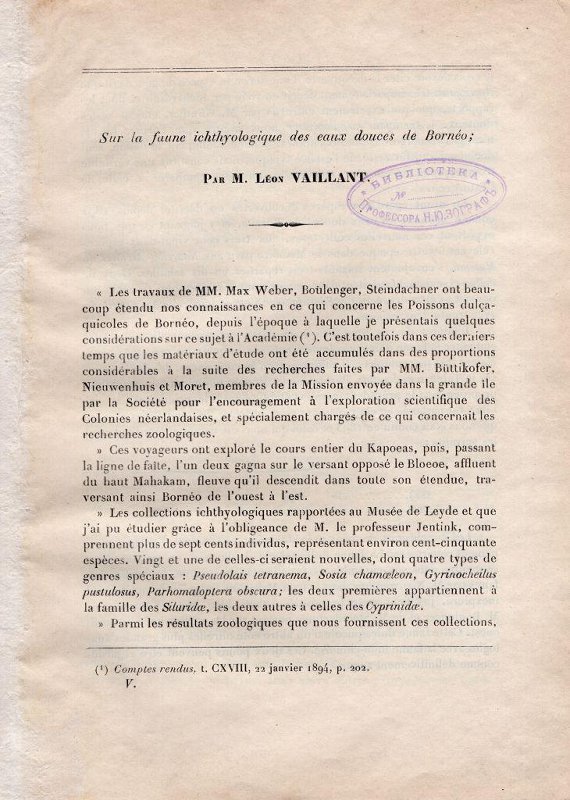 Sur la faune ichthyologique des eaux douces de Bornéo;
Par M. Léon VAILLANT.
БИБЛІОТЕКА
№
ПРОФЕССОРА Н.Ю.ЗОГРАФЪ
« Les travaux de MM. Max Weber, Boülenger, Steindachner ont beau-
coup étendu nos connaissances en ce qui concerne les Poissons dulça-
quicoles de Bornéo, depuis l'époque à laquelle je présentais quelques
considérations sur ce sujet à l'Académie (¹). C'est toutefois dans ces derniers
temps que les matériaux d'étude ont été accumulés dans des proportions
considérables à la suite des recherches faites par MM. Büttikofer,
Nieuwenhuis et Moret, membres de la Mission envoyée dans la grande île
par la Société pour l'encouragement à l'exploration scientifique des
Colonies néerlandaises, et spécialement chargés de ce qui concernait les
recherches zoologiques.
» Ces voyageurs ont exploré le cours entier du Kapoeas, puis, passant
la ligne de faîte, l'un deux gagna sur le versant opposé le Bloeoe, affluent
du haut Mahakam, fleuve qu'il descendit dans toute son étendue, tra-
versant ainsi Bornéo de l'ouest à l'est.
» Les collections ichthyologiques rapportées au Musée de Leyde et que
j'ai pu étudier grâce à l'obligeance de M. le professeur Jentink, com-
prennent plus de sept cents individus, représentant environ cent-cinquante
espèces. Vingt et une de celles-ci seraient nouvelles, dont quatre types de
genres spéciaux : Pseudolais tetranema, Sosia chamæleon, Gyrinocheilus
pustulosus, Parhomaloptera obscura; les deux premières appartiennent à
la famille des Siluridæ, les deux autres à celles des Cyprinidæ.
» Parmi les résultats zoologiques que nous fournissent ces collections,
(¹) Comptes rendus, t. CXVIII, 22 janvier 1894, p. 202.
V.